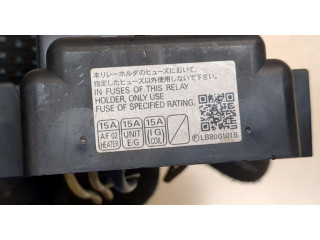 本リレーホルダのヒューズにおいて、
指定したヒューズ以外使用しないで下さい。
IN FUSES OF THIS RELAY
HOLDER, ONLY USE
FUSE OF SPECIFIED RATING.
15A 15A 15A
A/F O2 UNIT IG
HEATER E/G COIL
LB800101B